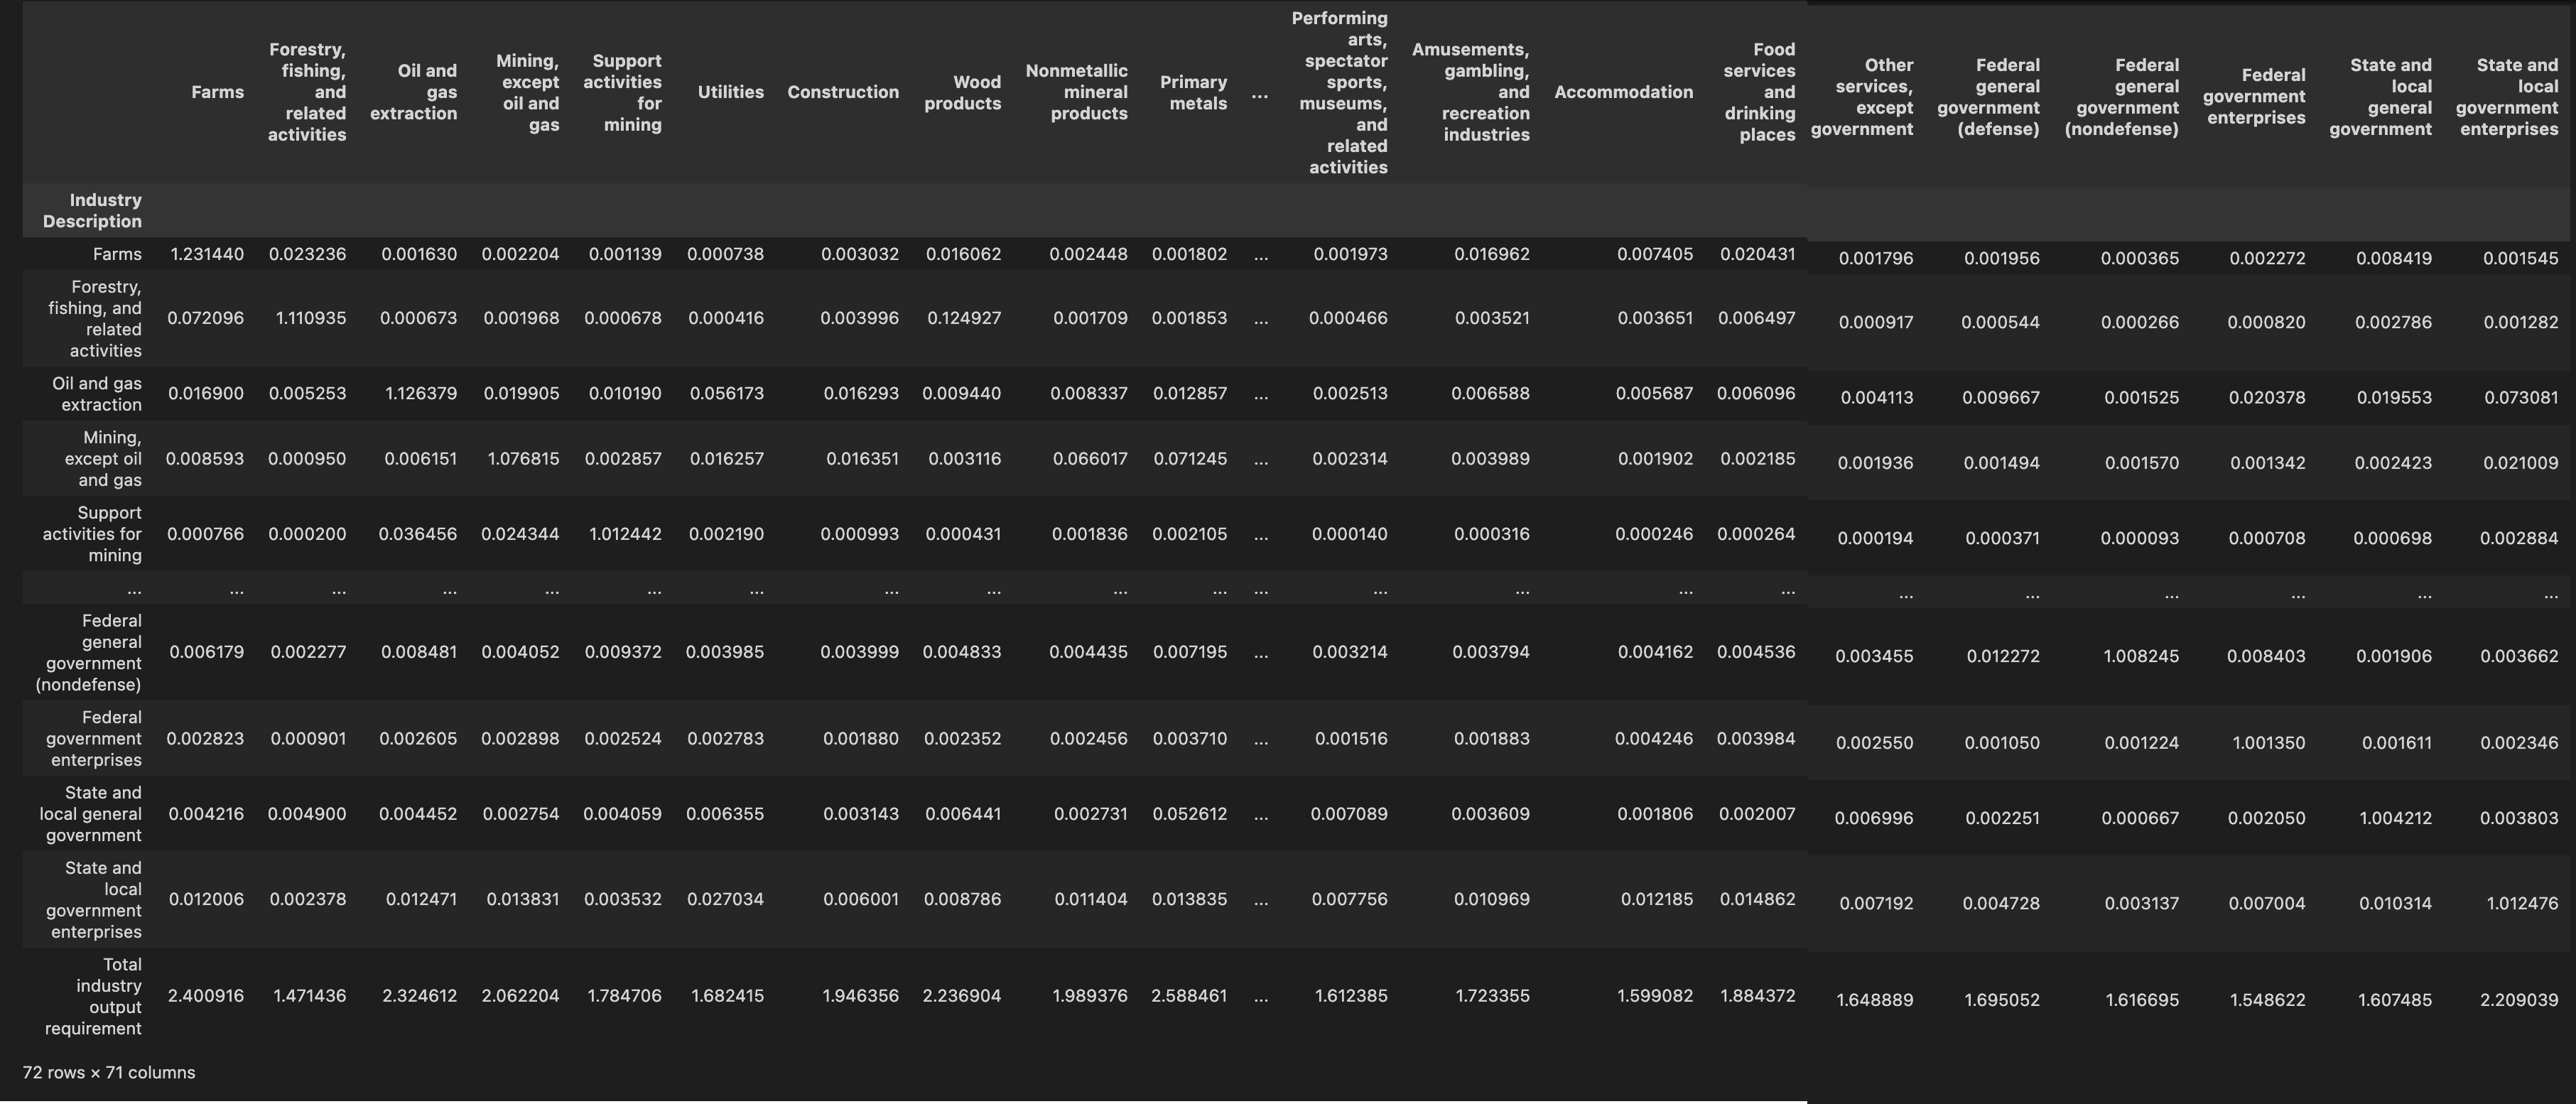 Farms Forestry, fishing, and related activities Oil and gas extraction Mining, except oil and gas Support activities for mining Utilities Construction Wood products Nonmetallic mineral products Primary metals ... Performing arts, spectator sports, museums, and related activities Amusements, gambling, and recreation industries Accommodation Food services and drinking places Other services, except government Federal general government (defense) Federal general government (nondefense) Federal government enterprises State and local general government State and local government enterprises
Industry Description
Farms 1.231440 0.023236 0.001630 0.002204 0.001139 0.000738 0.003032 0.016062 0.002448 0.001802 ... 0.001973 0.016962 0.007405 0.020431 0.001796 0.001956 0.000365 0.002272 0.008419 0.001545
Forestry, fishing, and related activities 0.072096 1.110935 0.000673 0.001968 0.000678 0.000416 0.003996 0.124927 0.001709 0.001853 ... 0.000466 0.003521 0.003651 0.006497 0.000917 0.000544 0.000266 0.000820 0.002786 0.001282
Oil and gas extraction 0.016900 0.005253 1.126379 0.019905 0.010190 0.056173 0.016293 0.009440 0.008337 0.012857 ... 0.002513 0.006588 0.005687 0.006096 0.004113 0.009667 0.001525 0.020378 0.019553 0.073081
Mining, except oil and gas 0.008593 0.000950 0.006151 1.076815 0.002857 0.016257 0.016351 0.003116 0.066017 0.071245 ... 0.002314 0.003989 0.001902 0.002185 0.001936 0.001494 0.001570 0.001342 0.002423 0.021009
Support activities for mining 0.000766 0.000200 0.036456 0.024344 1.012442 0.002190 0.000993 0.000431 0.001836 0.002105 ... 0.000140 0.000316 0.000246 0.000264 0.000194 0.000371 0.000093 0.000708 0.000698 0.002884
... ... ... ... ... ... ... ... ... ... ... ... ... ... ... ... ... ... ... ... ... ...
Federal general government (nondefense) 0.006179 0.002277 0.008481 0.004052 0.009372 0.003985 0.003999 0.004833 0.004435 0.007195 ... 0.003214 0.003794 0.004162 0.004536 0.003455 0.012272 1.008245 0.008403 0.001906 0.003662
Federal government enterprises 0.002823 0.000901 0.002605 0.002898 0.002524 0.002783 0.001880 0.002352 0.002456 0.003710 ... 0.001516 0.001883 0.004246 0.003984 0.002550 0.001050 0.001224 1.001350 0.001611 0.002346
State and local general government 0.004216 0.004900 0.004452 0.002754 0.004059 0.006355 0.003143 0.006441 0.002731 0.052612 ... 0.007089 0.003609 0.001806 0.002007 0.006996 0.002251 0.000667 0.002050 1.004212 0.003803
State and local government enterprises 0.012006 0.002378 0.012471 0.013831 0.003532 0.027034 0.006001 0.008786 0.011404 0.013835 ... 0.007756 0.010969 0.012185 0.014862 0.007192 0.004728 0.003137 0.007004 0.010314 1.012476
Total industry output requirement 2.400916 1.471436 2.324612 2.062204 1.784706 1.682415 1.946356 2.236904 1.989376 2.588461 ... 1.612385 1.723355 1.599082 1.884372 1.648889 1.695052 1.616695 1.548622 1.607485 2.209039
72 rows × 71 columns